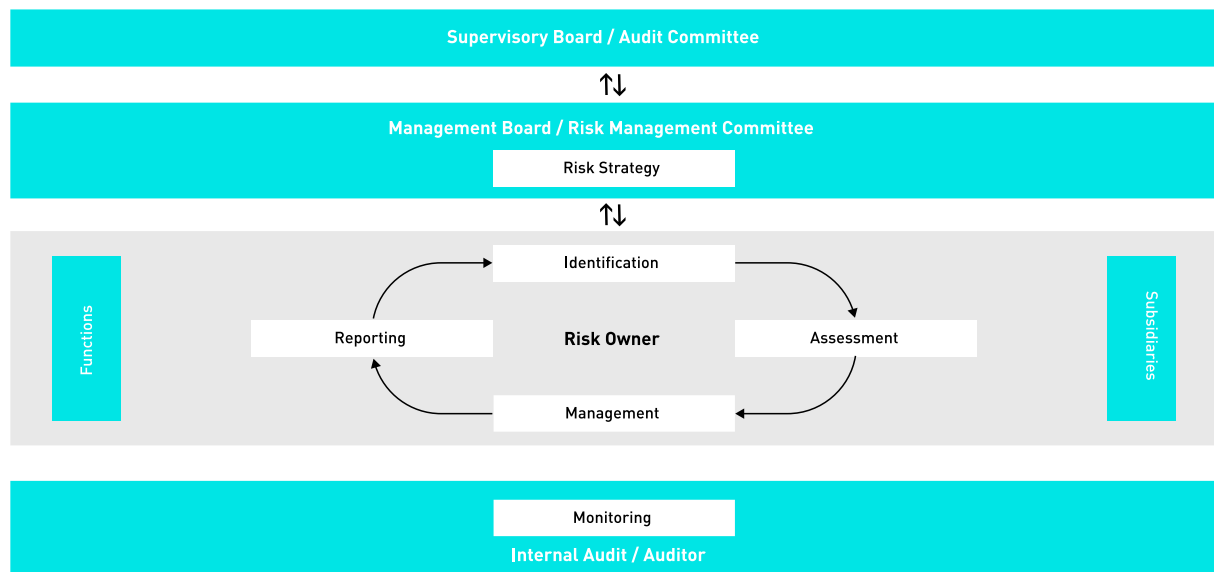 Supervisory Board / Audit Committee
Management Board / Risk Management Committee
Risk Strategy
Identification
Functions
Reporting
Risk Owner
Assessment
Subsidiaries
Management
Monitoring
Internal Audit / Auditor